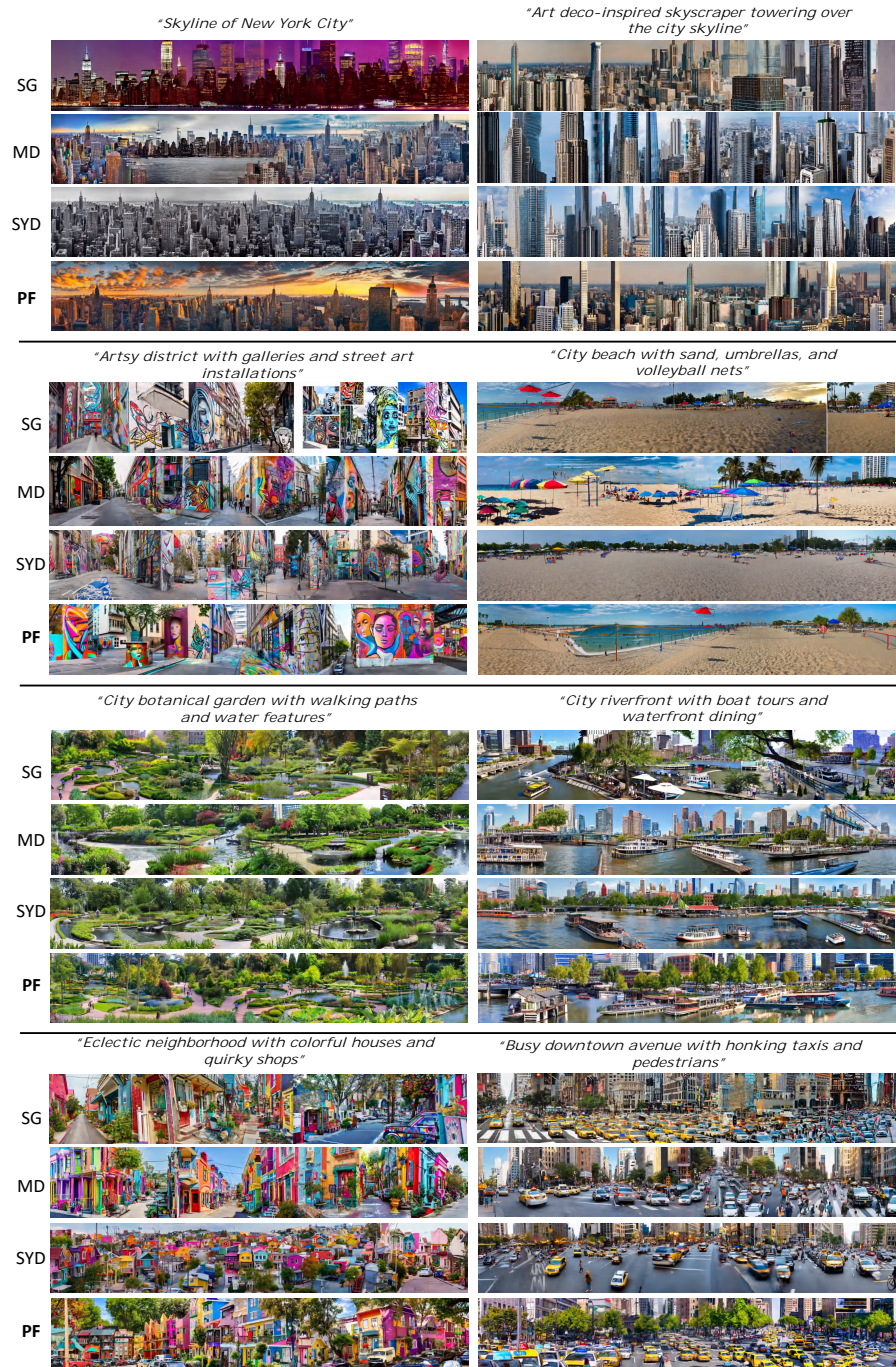 "Skyline of New York City"
"Art deco-inspired skyscraper towering over
the city skyline"
SG
MD
SYD
PF
"Artsy district with galleries and street art
installations"
"City beach with sand, umbrellas, and
volleyball nets"
SG
MD
SYD
PF
"City botanical garden with walking paths
and water features"
"City riverfront with boat tours and
waterfront dining"
SG
MD
SYD
PF
"Eclectic neighborhood with colorful houses and
quirky shops"
"Busy downtown avenue with honking taxis and
pedestrians"
SG
MD
SYD
PF